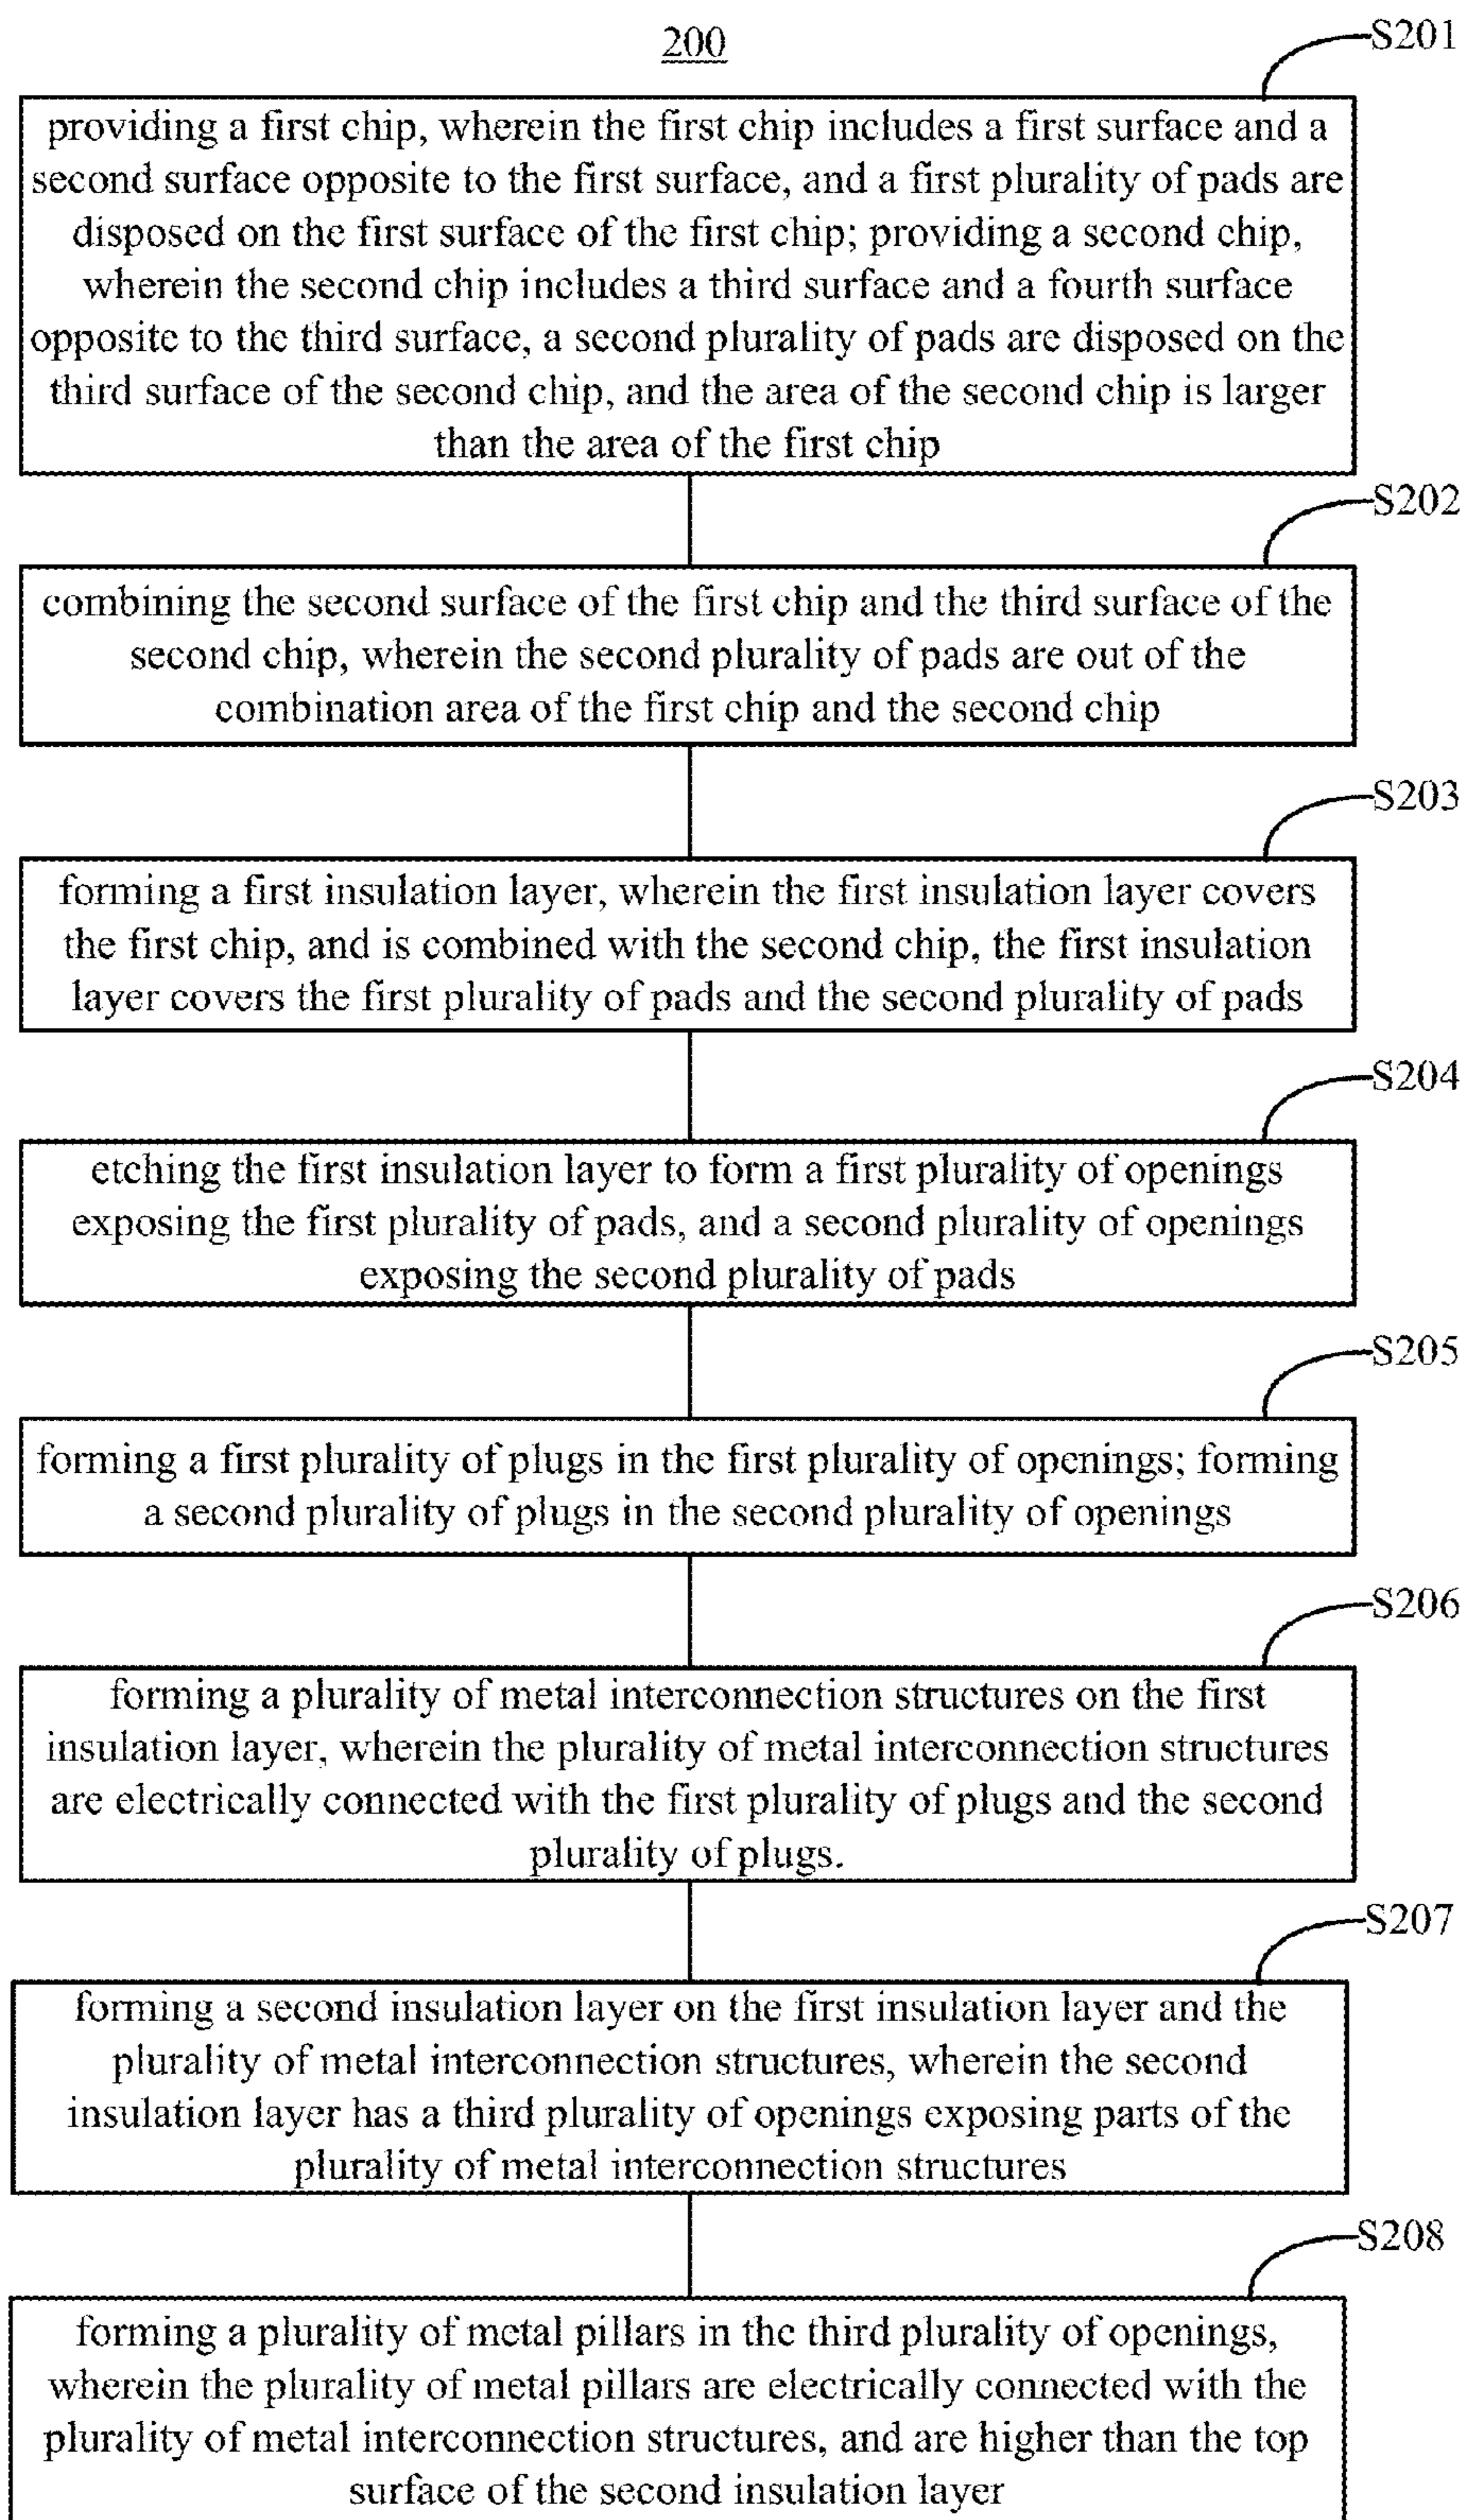 200
S201
providing a first chip, wherein the first chip includes a first surface and a
second surface opposite to the first surface, and a first plurality of pads are
disposed on the first surface of the first chip; providing a second chip,
wherein the second chip includes a third surface and a fourth surface
opposite to the third surface, a second plurality of pads are disposed on the
third surface of the second chip, and the area of the second chip is larger
than the area of the first chip
S202
combining the second surface of the first chip and the third surface of the
second chip, wherein the second plurality of pads are out of the
combination area of the first chip and the second chip
S203
forming a first insulation layer, wherein the first insulation layer covers
the first chip, and is combined with the second chip, the first insulation
layer covers the first plurality of pads and the second plurality of pads
S204
etching the first insulation layer to form a first plurality of openings
exposing the first plurality of pads, and a second plurality of openings
exposing the second plurality of pads
S205
forming a first plurality of plugs in the first plurality of openings; forming
a second plurality of plugs in the second plurality of openings
S206
forming a plurality of metal interconnection structures on the first
insulation layer, wherein the plurality of metal interconnection structures
are electrically connected with the first plurality of plugs and the second
plurality of plugs.
S207
forming a second insulation layer on the first insulation layer and the
plurality of metal interconnection structures, wherein the second
insulation layer has a third plurality of openings exposing parts of the
plurality of metal interconnection structures
S208
forming a plurality of metal pillars in the third plurality of openings,
wherein the plurality of metal pillars are electrically connected with the
plurality of metal interconnection structures, and are higher than the top
surface of the second insulation layer